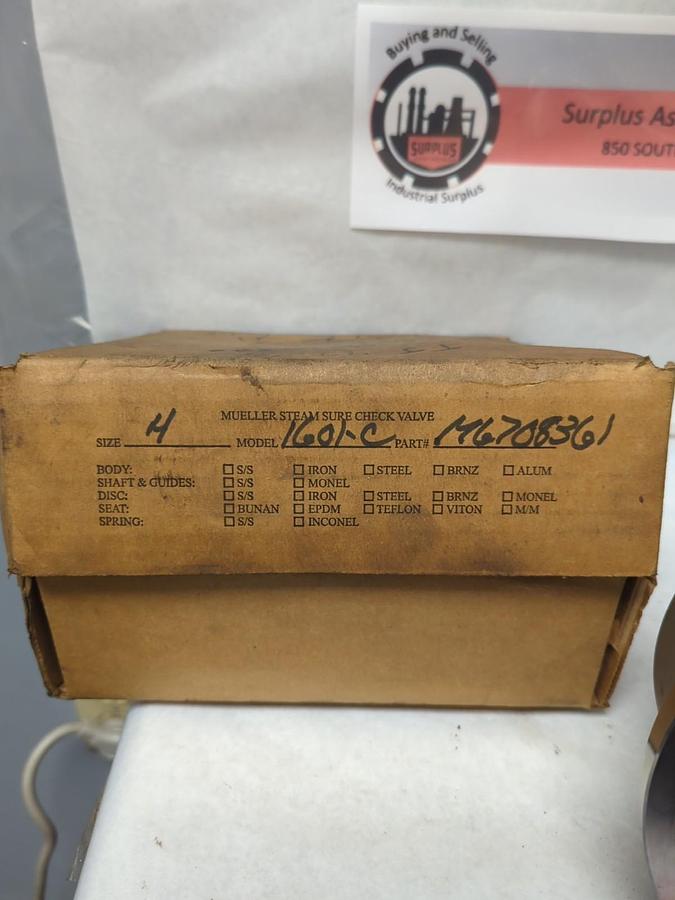 Buying and Selling
SURPLUS
Industrial Surplus
Surplus As
850 SOUT
MUELLER STEAM SURE CHECK VALVE
SIZE 4 MODEL 1601-C PART# M6708361
BODY: ☐ S/S ☐ IRON ☐ STEEL ☐ BRNZ ☐ ALUM
SHAFT & GUIDES: ☐ S/S ☐ MONEL
DISC: ☐ S/S ☐ IRON ☐ STEEL ☐ BRNZ ☐ MONEL
SEAT: ☐ BUNAN ☐ EPDM ☐ TEFLON ☐ VITON ☐ M/M
SPRING: ☐ S/S ☐ INCONEL